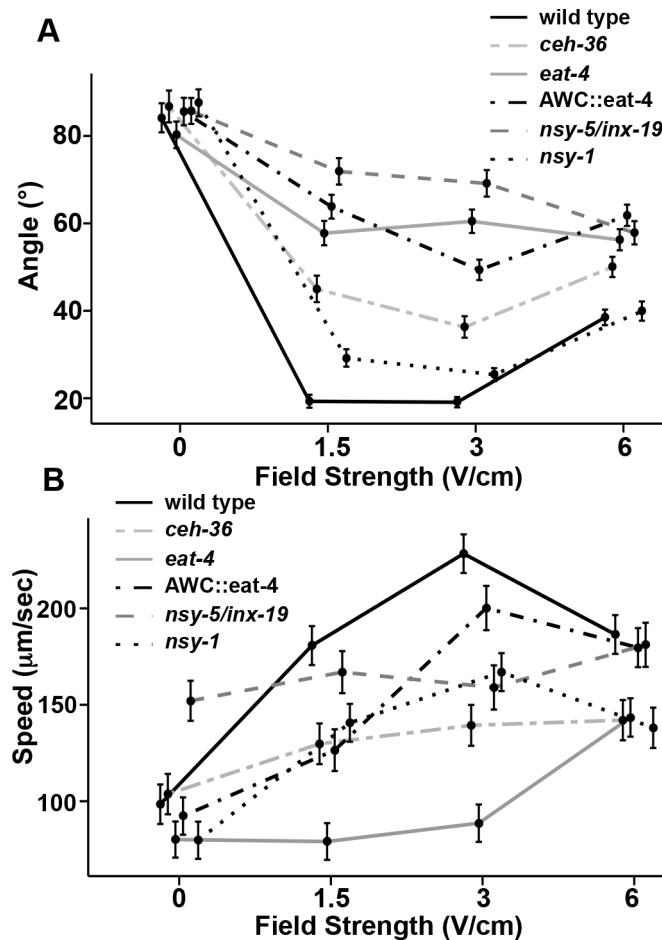 A
wild type
ceh-36
eat-4
AWC::eat-4
nsy-5/inx-19
nsy-1
Angle (°)
80
60
40
20
0 1.5 3 6
Field Strength (V/cm)
B
wild type
ceh-36
eat-4
AWC::eat-4
nsy-5/inx-19
nsy-1
Speed (μm/sec)
200
150
100
0 1.5 3 6
Field Strength (V/cm)